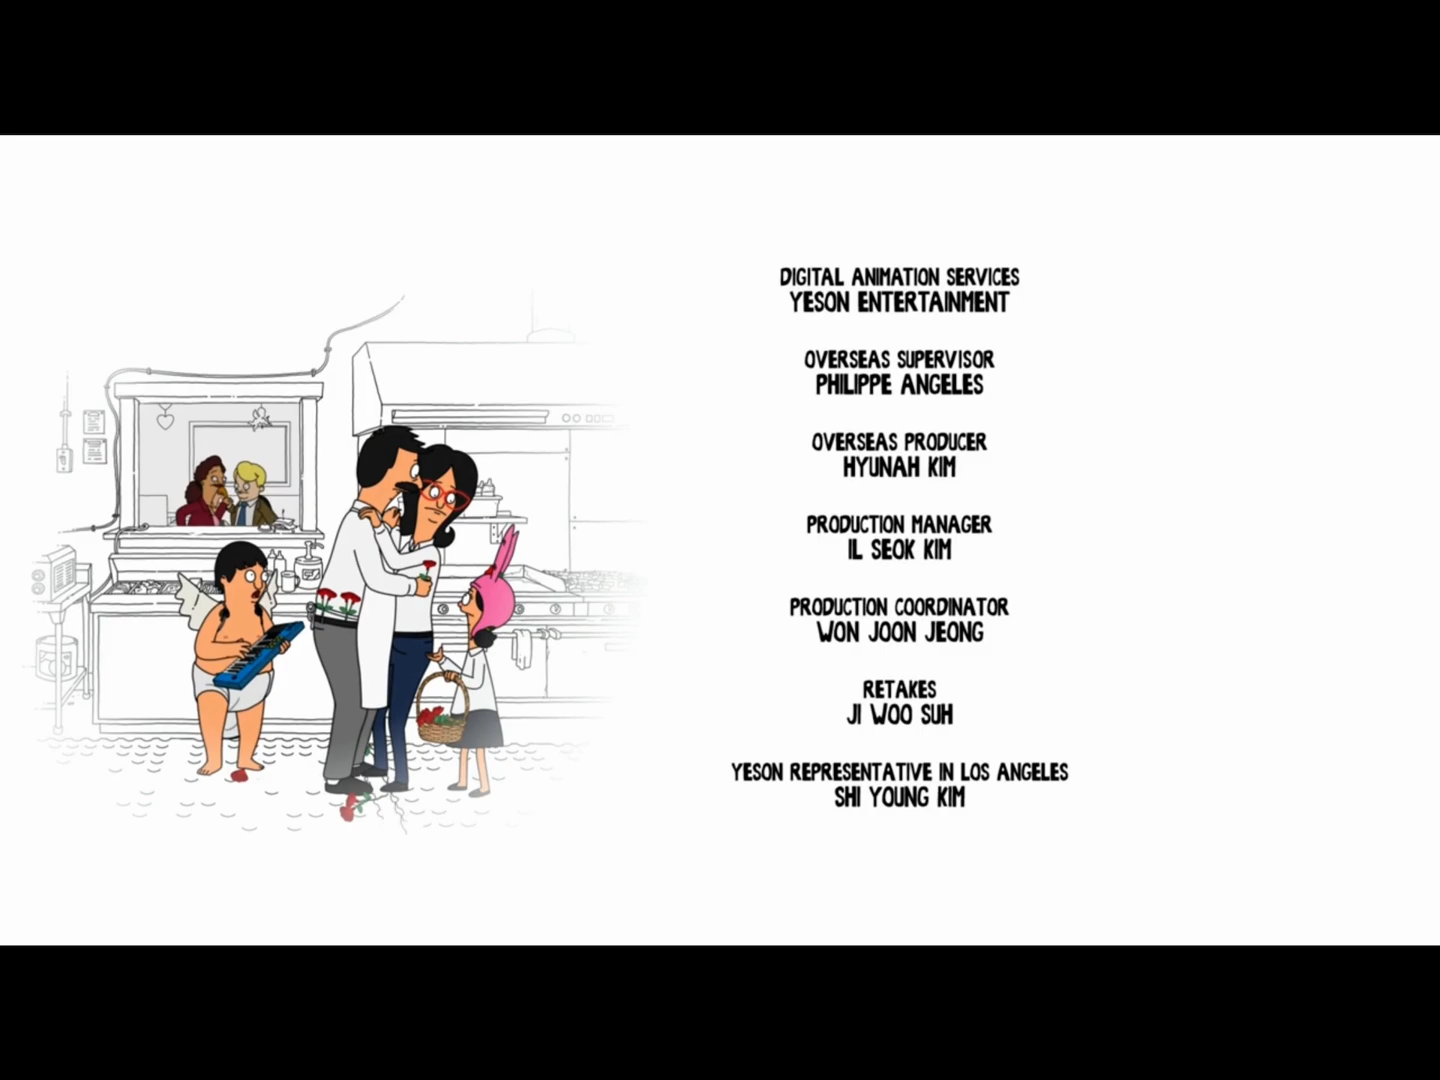 DIGITAL ANIMATION SERVICES
YESON ENTERTAINMENT
OVERSEAS SUPERVISOR
PHILIPPE ANGELES
OVERSEAS PRODUCER
HYUNAH KIM
PRODUCTION MANAGER
IL SEOK KIM
PRODUCTION COORDINATOR
WON JOON JEONG
RETAKES
JI WOO SUH
YESON REPRESENTATIVE IN LOS ANGELES
SHI YOUNG KIM